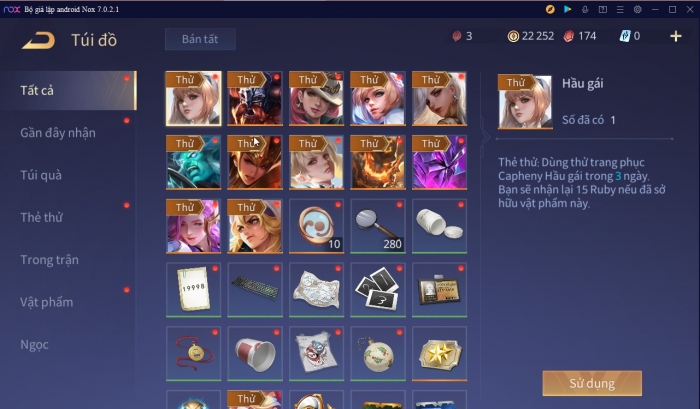 nox Bộ giả lập android Nox 7.0.2.1
Túi đồ
Bán tất
3
22 252
174
0
Tất cả
Gần đây nhận
Túi quà
Thẻ thử
Trong trận
Vật phẩm
Ngọc
Thử Thử Thử Thử Thử
Thử Thử Thử Thử Thử
Thử Thử
10
280
19998
3
Thử
Thử
Hầu gái
Số đã có 1
Thẻ thử: Dùng thử trang phục
Capheny Hầu gái trong 3 ngày.
Bạn sẽ nhận lại 15 Ruby nếu đã sở
hữu vật phẩm này.
Sử dụng